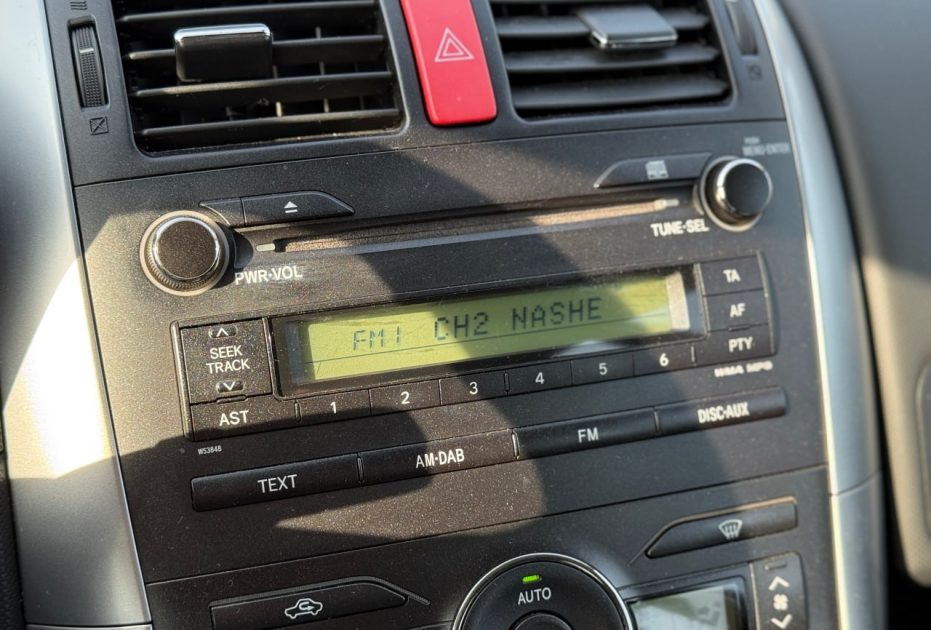 MENU·ENTER
TUNE·SEL
PWR·VOL
TA
FM1 CH2 NASHE
AF
SEEK
TRACK
PTY
1 2 3 4 5 6
WMA MP3
AST
DISC·AUX
WS3848
FM
AM·DAB
TEXT
AUTO